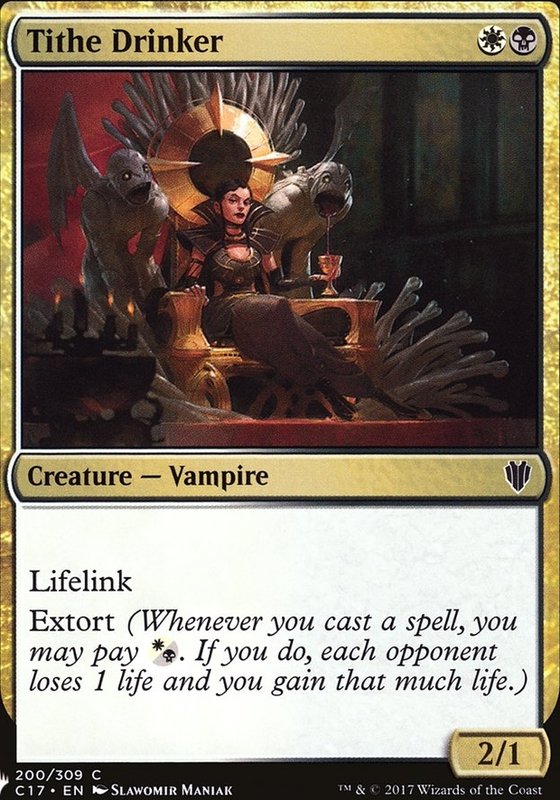 Tithe Drinker
Creature — Vampire
Lifelink
Extort (Whenever you cast a spell, you
may pay . If you do, each opponent
loses 1 life and you gain that much life.)
2/1
200/309 C
C17 • EN Slawomir Maniak
™ & © 2017 Wizards of the Coast